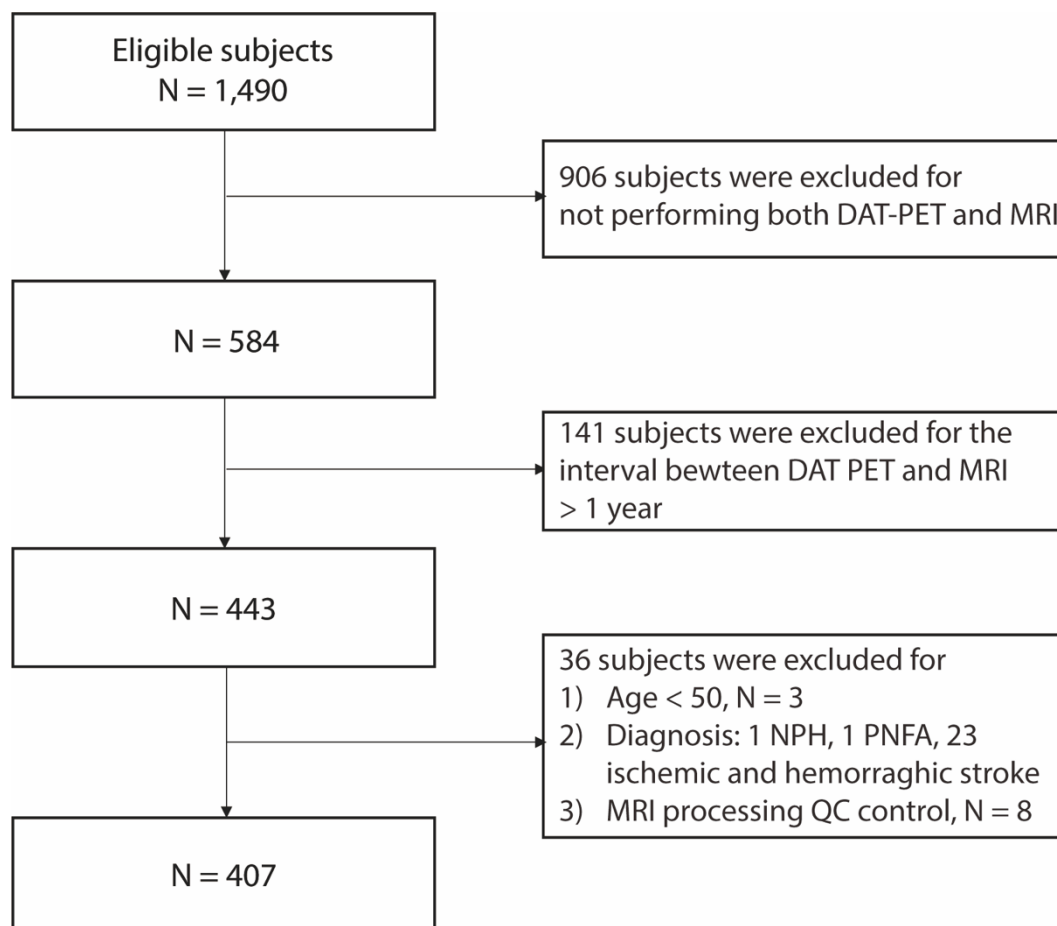 Eligible subjects
N = 1,490
906 subjects were excluded for
not performing both DAT-PET and MRI
N = 584
141 subjects were excluded for the
interval bewteen DAT PET and MRI
> 1 year
N = 443
36 subjects were excluded for
1) Age < 50, N = 3
2) Diagnosis: 1 NPH, 1 PNFA, 23
ischemic and hemorraghic stroke
3) MRI processing QC control, N = 8
N = 407